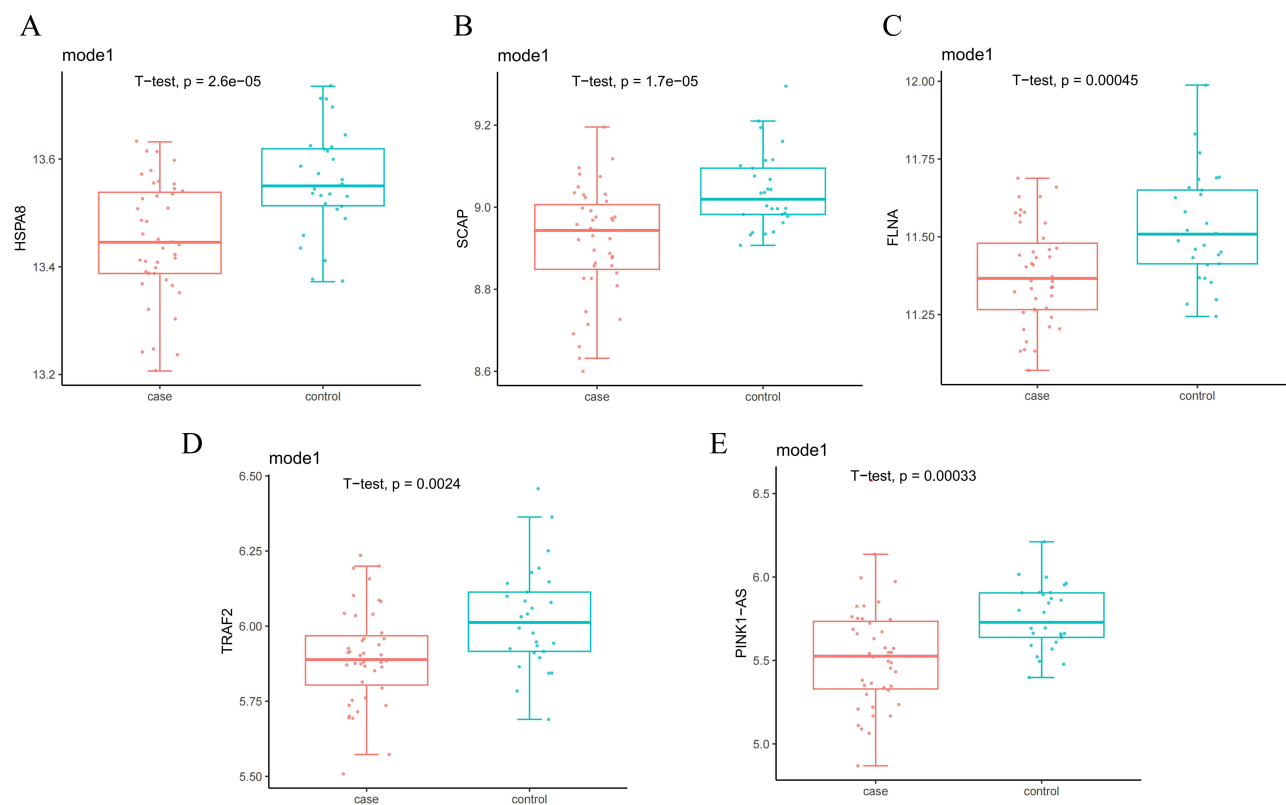 A
mode1
T-test, p = 2.6e-05
HSPA8
13.6
13.4
13.2
case
control
B
mode1
T-test, p = 1.7e-05
SCAP
9.2
9.0
8.8
8.6
case
control
C
mode1
T-test, p = 0.00045
FLNA
12.00
11.75
11.50
11.25
case
control
D
mode1
T-test, p = 0.0024
TRAF2
6.50
6.25
6.00
5.75
5.50
case
control
E
mode1
T-test, p = 0.00033
PINK1-AS
6.5
6.0
5.5
5.0
case
control